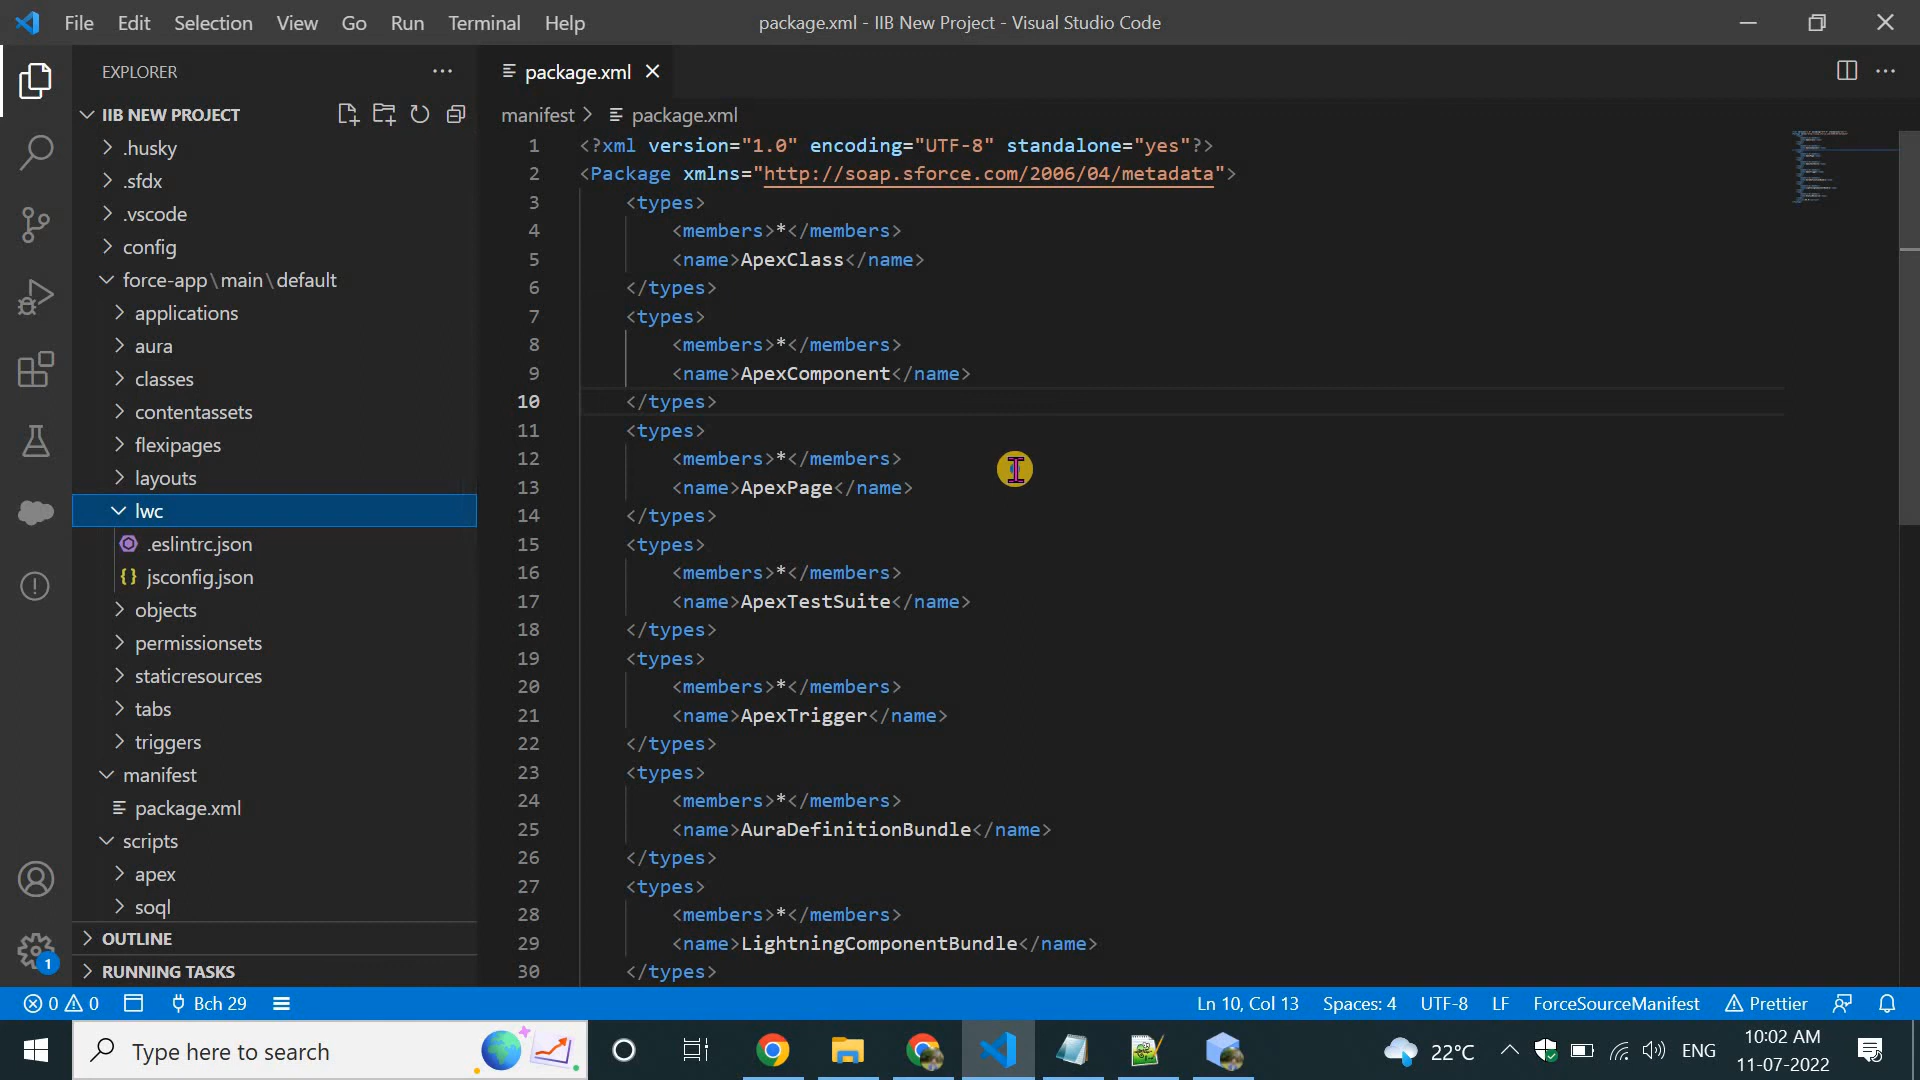 File Edit Selection View Go Run Terminal Help
package.xml - IIB New Project - Visual Studio Code
EXPLORER
IIB NEW PROJECT
.husky
.sfdx
.vscode
config
force-app\main\default
applications
aura
classes
contentassets
flexipages
layouts
lwc
.eslintrc.json
jsconfig.json
objects
permissionsets
staticresources
tabs
triggers
manifest
package.xml
scripts
apex
soql
OUTLINE
RUNNING TASKS
package.xml
manifest > package.xml
1 <?xml version="1.0" encoding="UTF-8" standalone="yes"?>
2 <Package xmlns="http://soap.sforce.com/2006/04/metadata">
3 <types>
4 <members>*</members>
5 <name>ApexClass</name>
6 </types>
7 <types>
8 <members>*</members>
9 <name>ApexComponent</name>
10 </types>
11 <types>
12 <members>*</members>
13 <name>ApexPage</name>
14 </types>
15 <types>
16 <members>*</members>
17 <name>ApexTestSuite</name>
18 </types>
19 <types>
20 <members>*</members>
21 <name>ApexTrigger</name>
22 </types>
23 <types>
24 <members>*</members>
25 <name>AuraDefinitionBundle</name>
26 </types>
27 <types>
28 <members>*</members>
29 <name>LightningComponentBundle</name>
30 </types>
1
0 0 Bch 29
Ln 10, Col 13 Spaces: 4 UTF-8 LF ForceSourceManifest Prettier
Type here to search
22°C
ENG
10:02 AM
11-07-2022